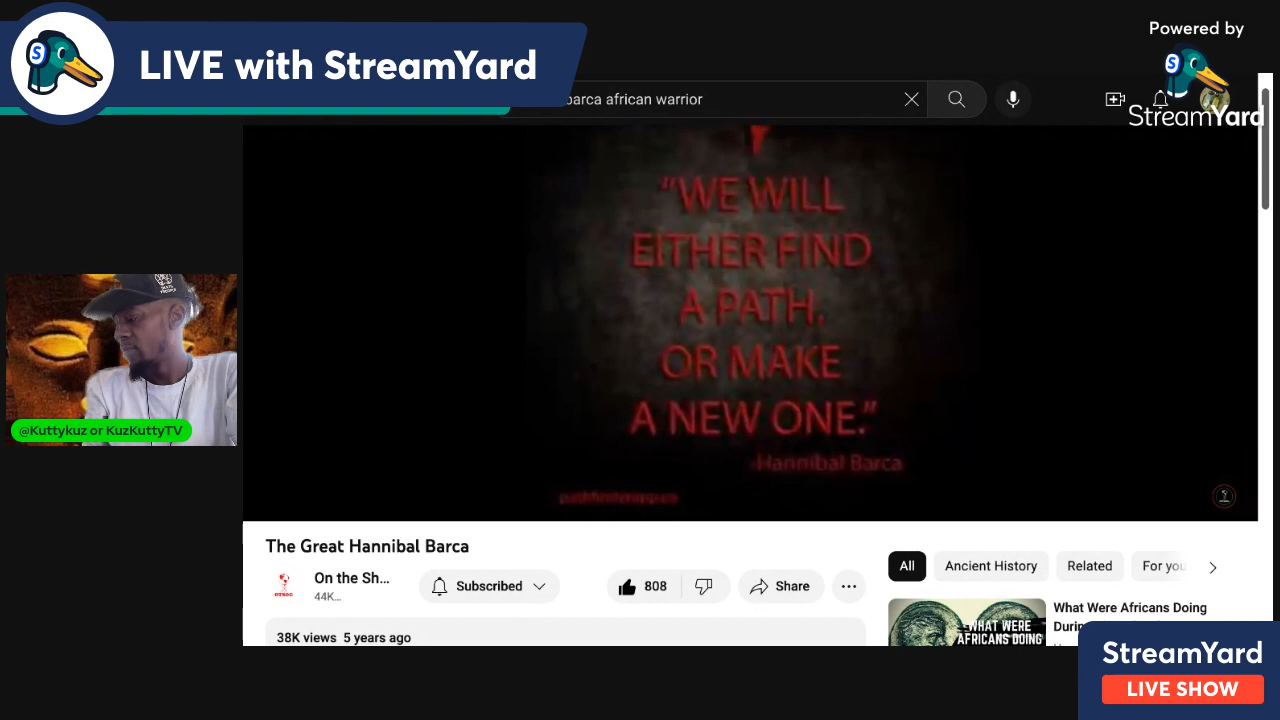 LIVE with StreamYard
Powered by
StreamYard
barca african warrior
"WE WILL
EITHER FIND
A PATH,
OR MAKE
A NEW ONE."
-Hannibal Barca
@Kuttykuz or KuzKuttyTV
The Great Hannibal Barca
On the Sh...
44K...
Subscribed
808
Share
38K views 5 years ago
All
Ancient History
Related
For you
What Were Africans Doing
WHAT WERE
AFRICANS DOING
StreamYard
LIVE SHOW